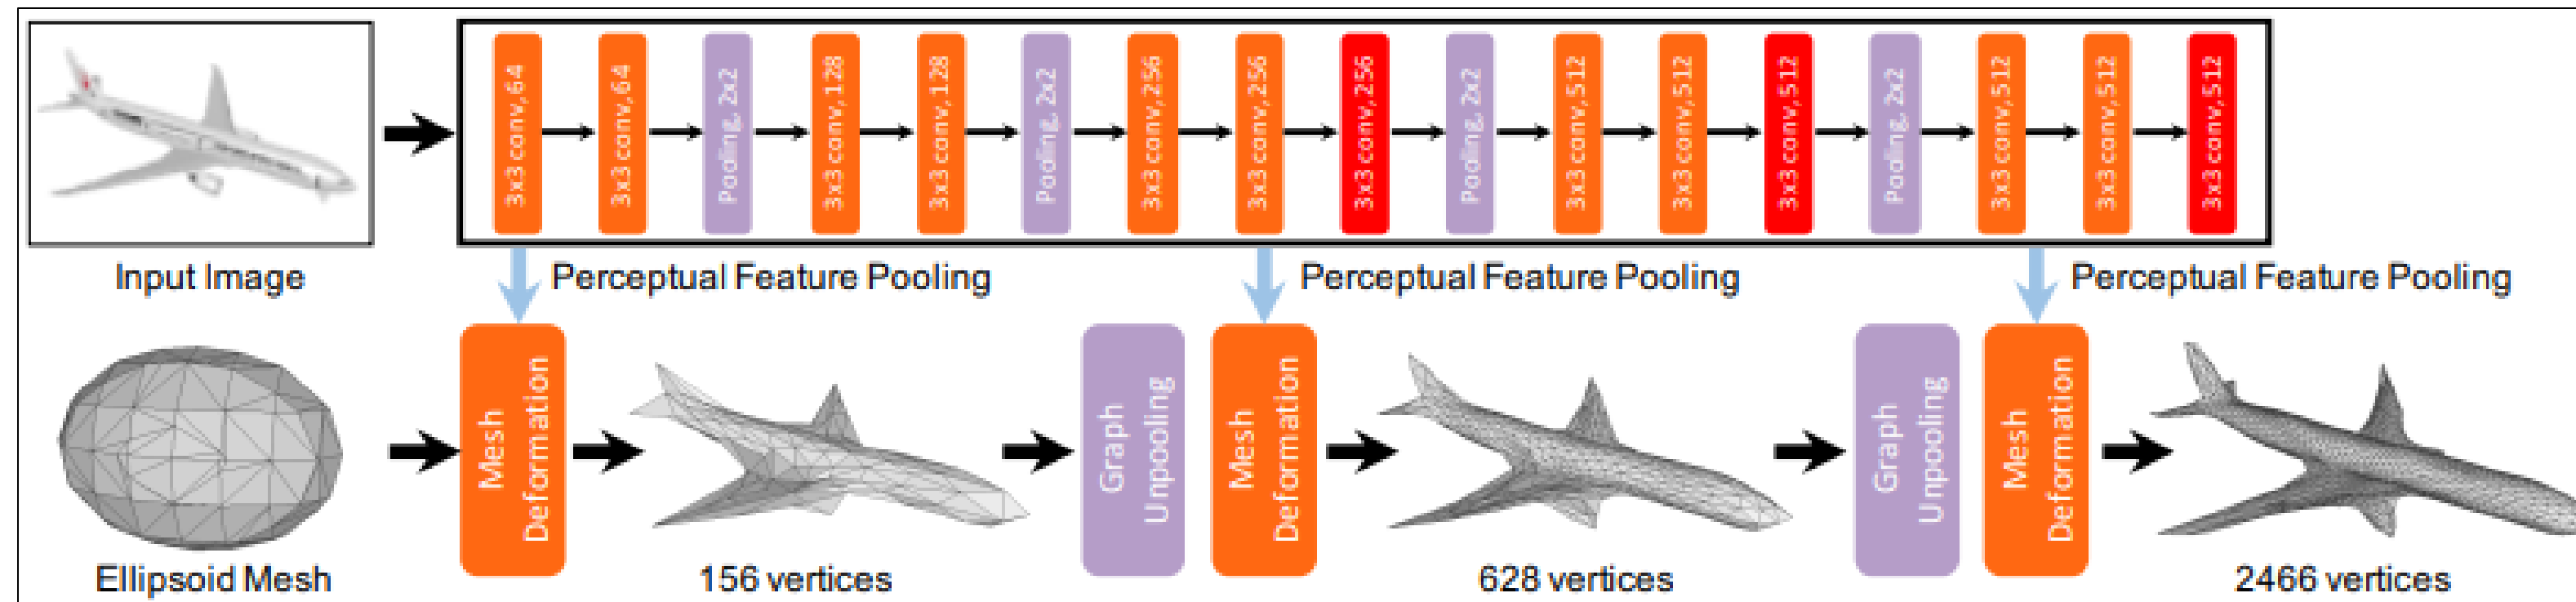 3x3 conv,64
3x3 conv,64
Pooling, 2x2
3x3 conv,128
3x3 conv,128
Pooling, 2x2
3x3 conv,256
3x3 conv,256
3x3 conv,256
Pooling, 2x2
3x3 conv,512
3x3 conv,512
3x3 conv,512
Pooling, 2x2
3x3 conv,512
3x3 conv,512
3x3 conv,512
Input Image
Perceptual Feature Pooling
Perceptual Feature Pooling
Perceptual Feature Pooling
Mesh
Deformation
Graph
Unpooling
Mesh
Deformation
Graph
Unpooling
Mesh
Deformation
Ellipsoid Mesh
156 vertices
628 vertices
2466 vertices